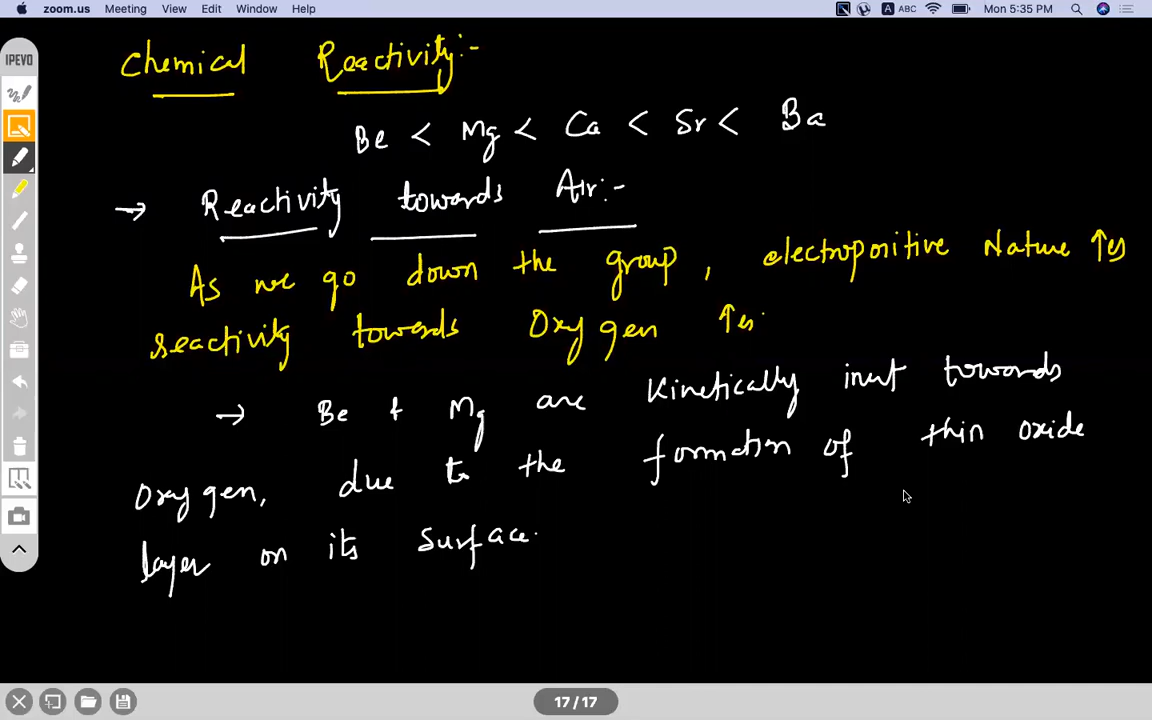 zoom.us Meeting View Edit Window Help A ABC Mon 5:35 PM
IPEVO
Chemical Reactivity:-
Be < Mg < Ca < Sr < Ba
→ Reactivity towards Air:-
As we go down the group, electropositive Nature ↑es
reactivity towards Oxygen ↑es.
→ Be + Mg are Kinetically inert towards
Oxygen, due to the formation of thin oxide
layer on its surface.
17/17